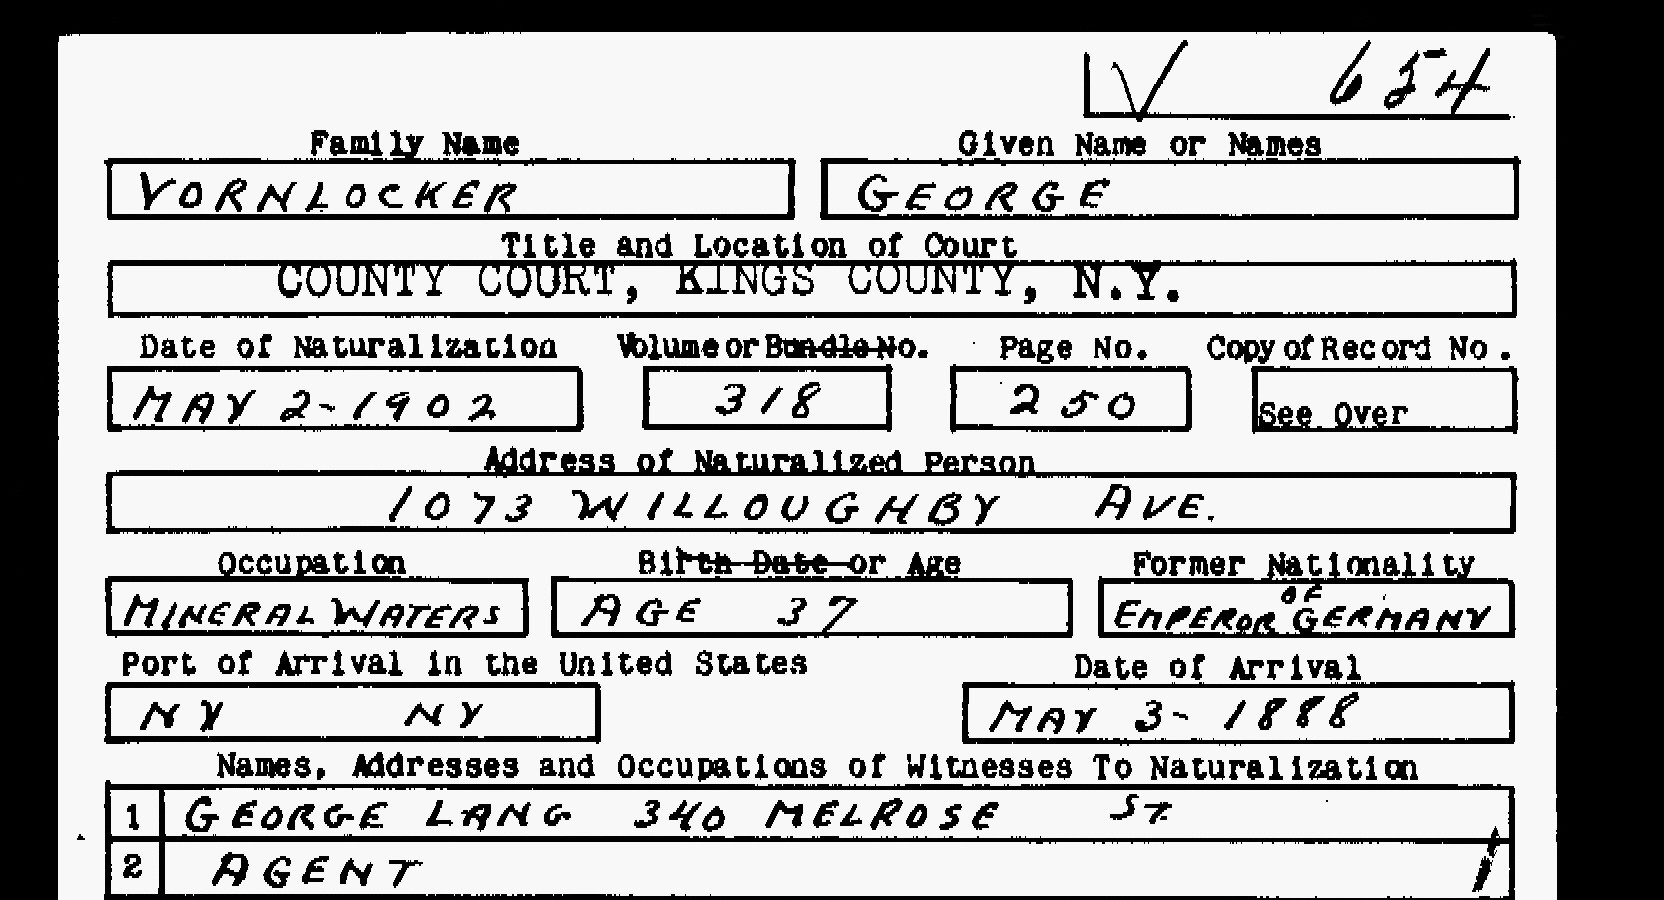 V 654
Family Name Given Name or Names
VORNLOCKER GEORGE
Title and Location of Court
COUNTY COURT, KINGS COUNTY, N.Y.
Date of Naturalization Volume or Bundle No. Page No. Copy of Record No.
MAY 2-1902 318 250 See Over
Address of Naturalized Person
1073 WILLOUGHBY AVE.
Occupation Birth Date or Age Former Nationality
MINERAL WATERS AGE 37 EMPEROR OF GERMANY
Port of Arrival in the United States Date of Arrival
NY NY MAY 3- 1888
Names, Addresses and Occupations of Witnesses To Naturalization
1 GEORGE LANG 340 MELROSE ST
2 AGENT